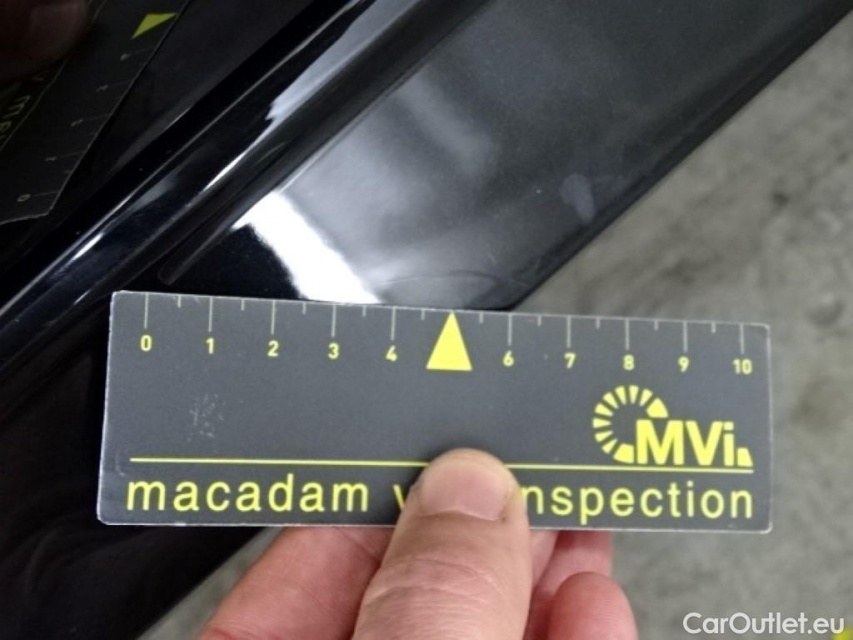 0 1 2 3 4 6 7 8 9 10
MVi
macadam v nspection
CarOutlet.eu